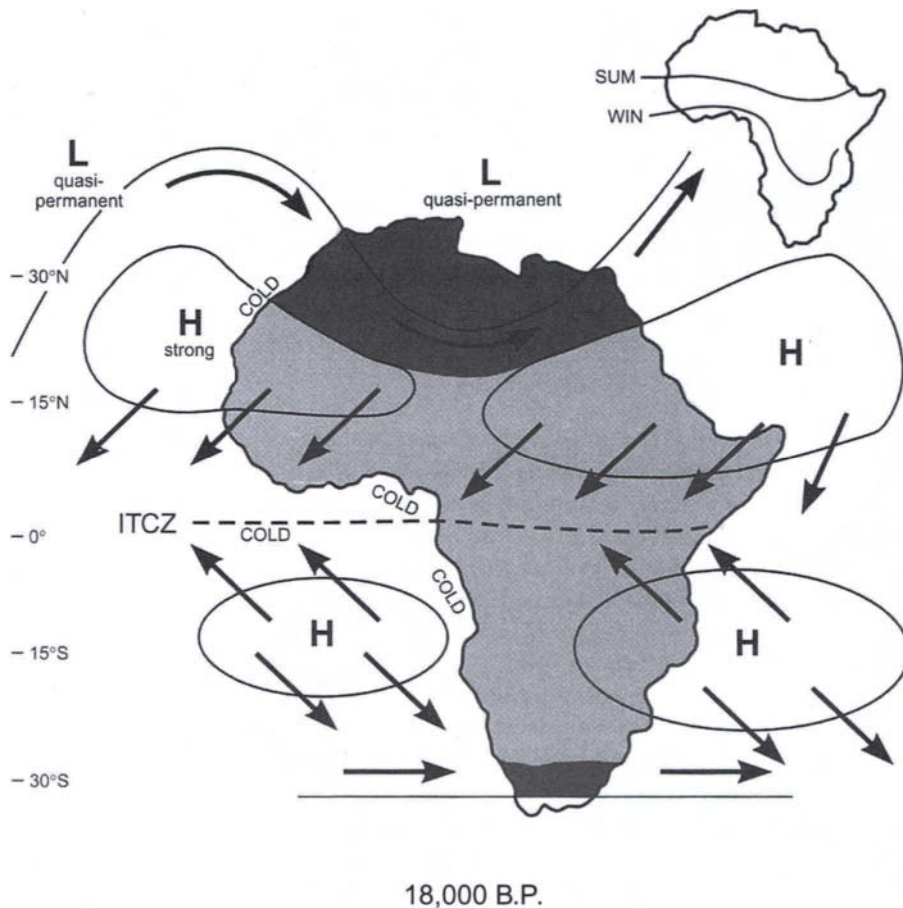 SUM
WIN
L
quasi-
permanent
L
quasi-permanent
– 30°N
COLD
H
strong
H
– 15°N
COLD
ITCZ
COLD
– 0°
COLD
H
H
– 15°S
– 30°S
18,000 B.P.